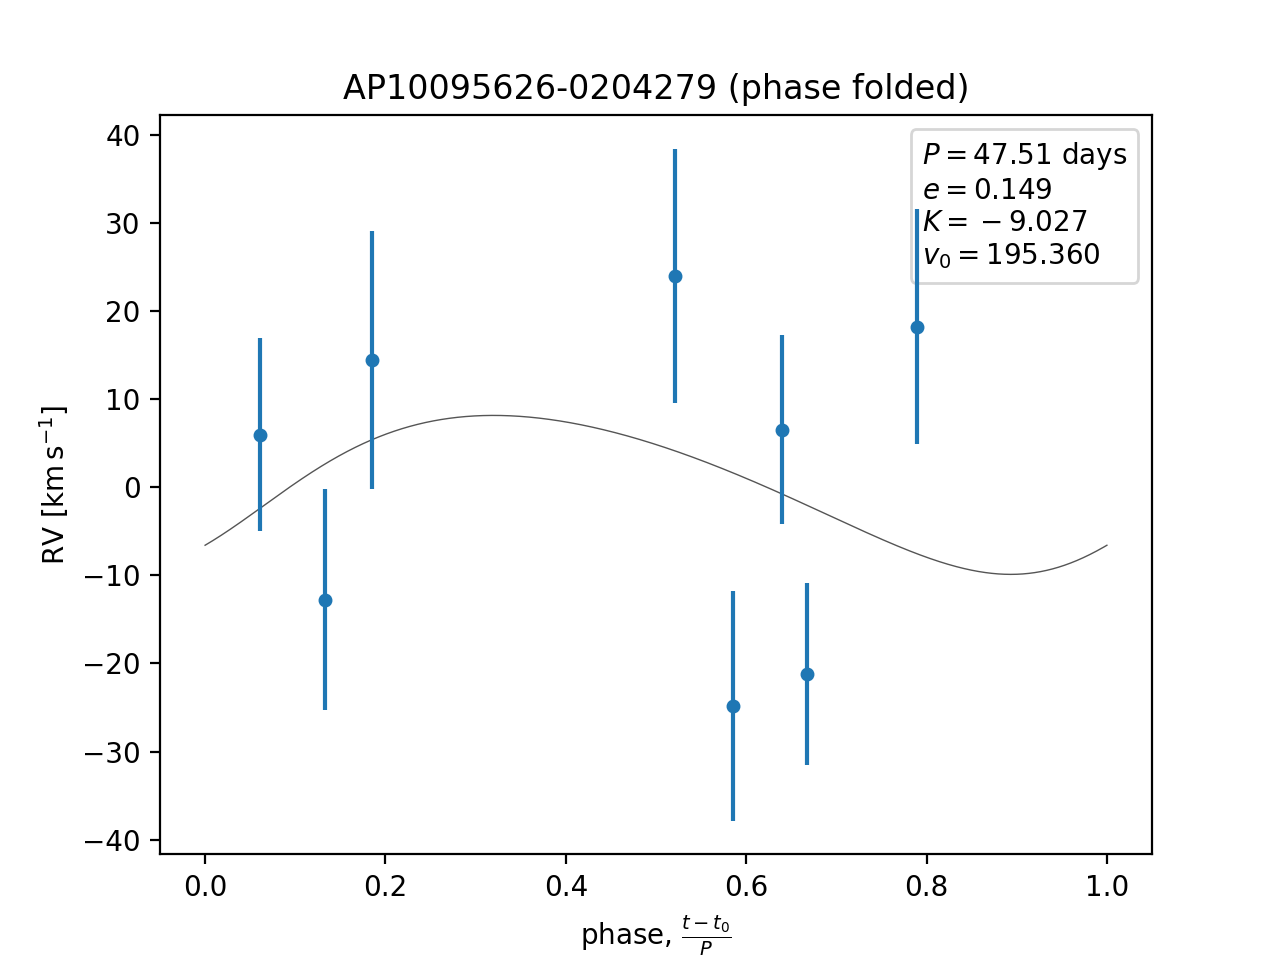 AP10095626-0204279 (phase folded)
P = 47.51 days
e = 0.149
K = −9.027
v₀ = 195.360
RV [km s⁻¹]
40
30
20
10
0
−10
−20
−30
−40
0.0 0.2 0.4 0.6 0.8 1.0
phase, (t − t₀)/P